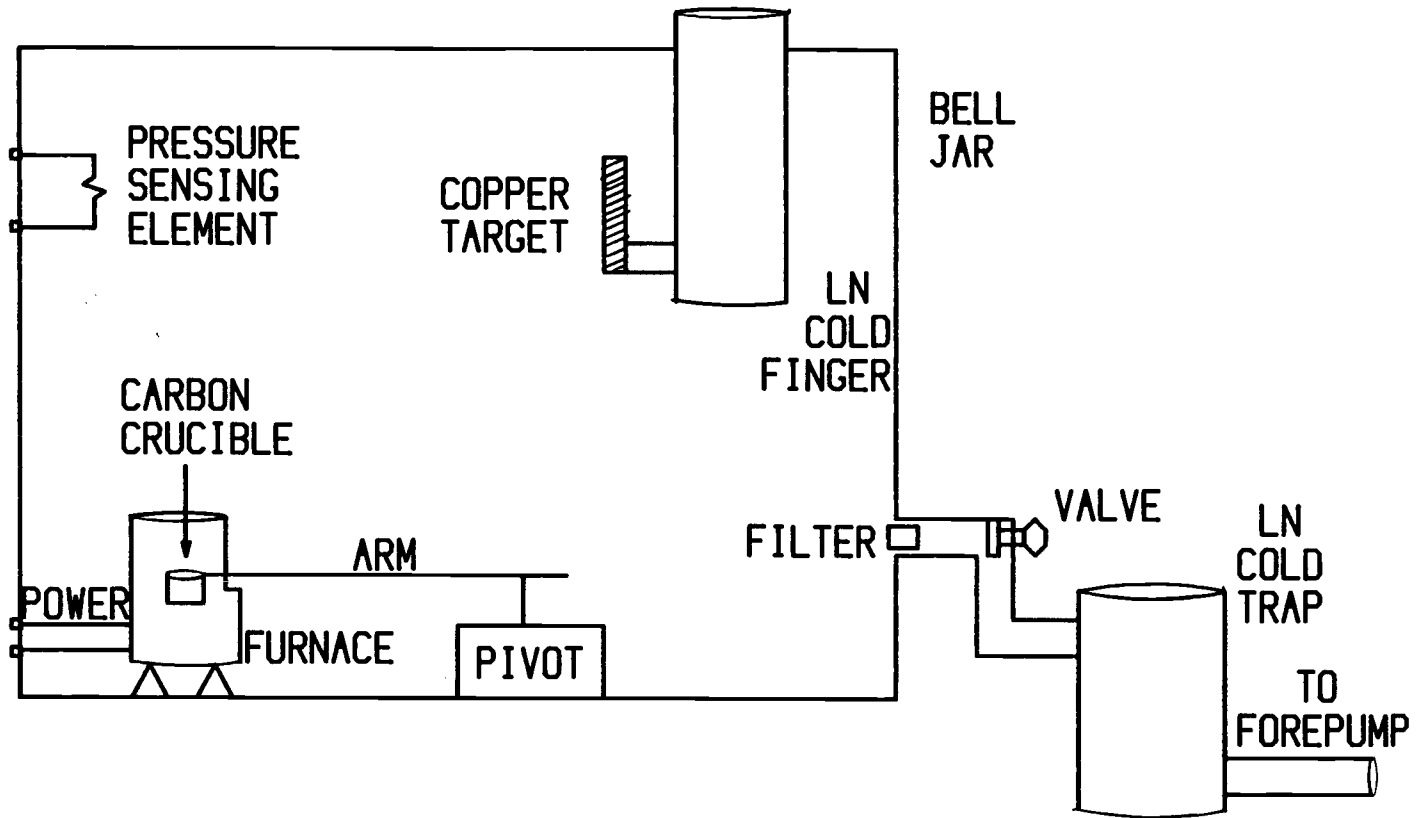 BELL
JAR
PRESSURE
SENSING
ELEMENT
COPPER
TARGET
LN
COLD
FINGER
CARBON
CRUCIBLE
VALVE
FILTER
LN
COLD
TRAP
ARM
POWER
FURNACE
PIVOT
TO
FOREPUMP